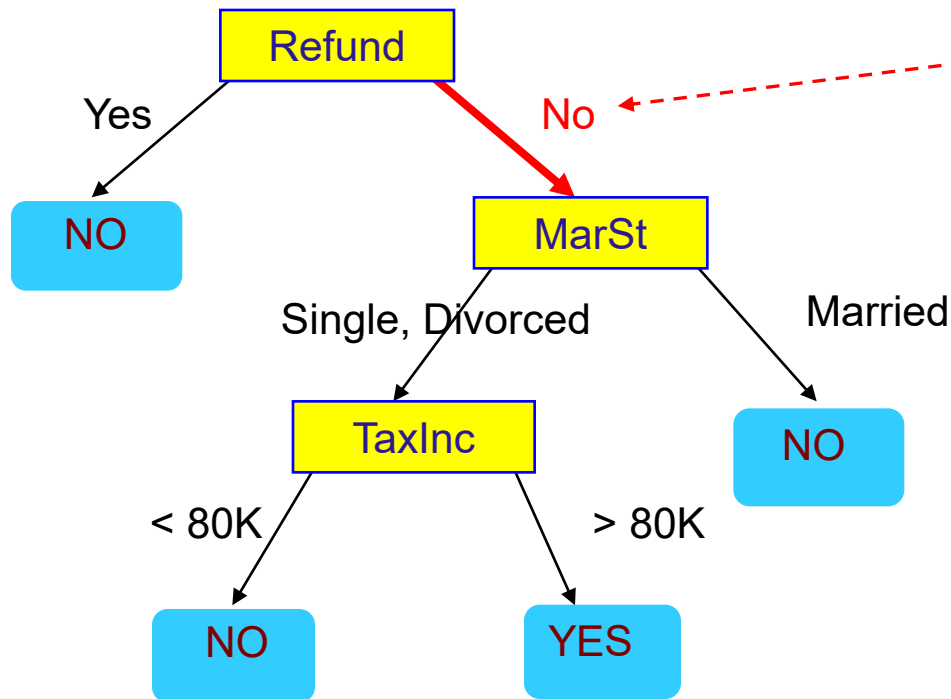 Refund
Yes
No
NO
MarSt
Single, Divorced
Married
TaxInc
NO
< 80K
> 80K
NO
YES